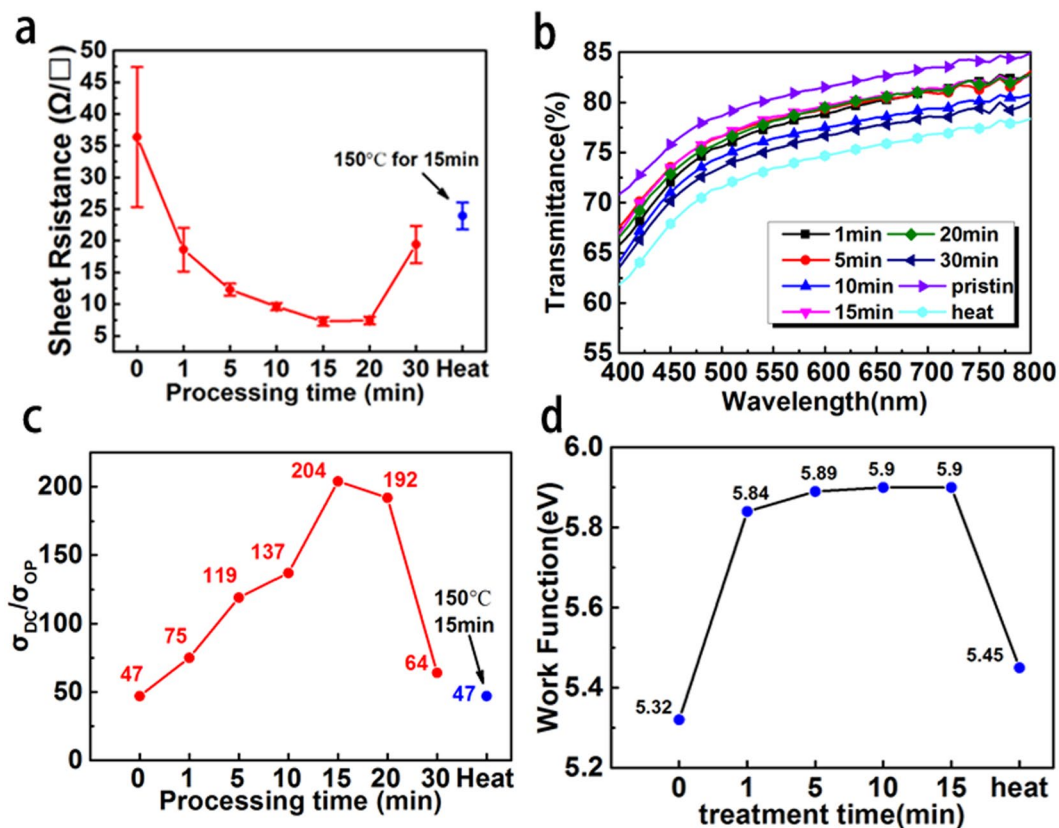 a
50
45
40
35
30
25
20
15
10
5
Sheet Rsistance (Ω/□)
150℃ for 15min
0 1 5 10 15 20 30 Heat
Processing time (min)
b
85
80
75
70
65
60
55
Transmittance(%)
1min 20min
5min 30min
10min pristin
15min heat
400 450 500 550 600 650 700 750 800
Wavelength(nm)
c
200
150
100
50
0
σDC/σOP
47
75
119
137
204
192
64
150℃
15min
47
0 1 5 10 15 20 30 Heat
Processing time (min)
d
6.0
5.8
5.6
5.4
5.2
Work Function(eV)
5.32
5.84
5.89
5.9
5.9
5.45
0 1 5 10 15 heat
treatment time(min)